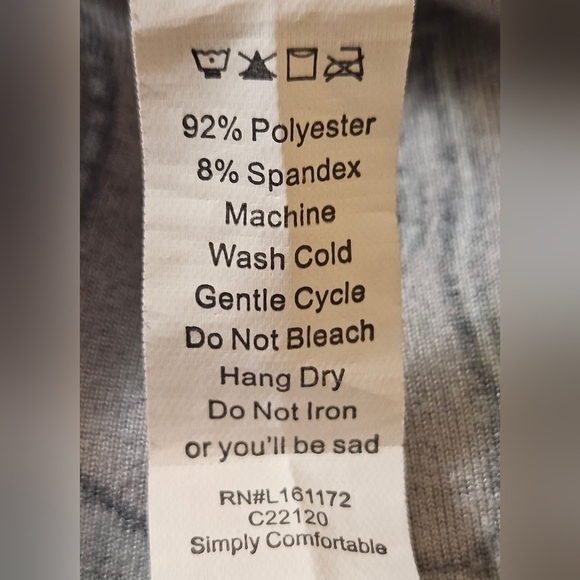 92% Polyester
8% Spandex
Machine
Wash Cold
Gentle Cycle
Do Not Bleach
Hang Dry
Do Not Iron
or you'll be sad
RN#L161172
C22120
Simply Comfortable